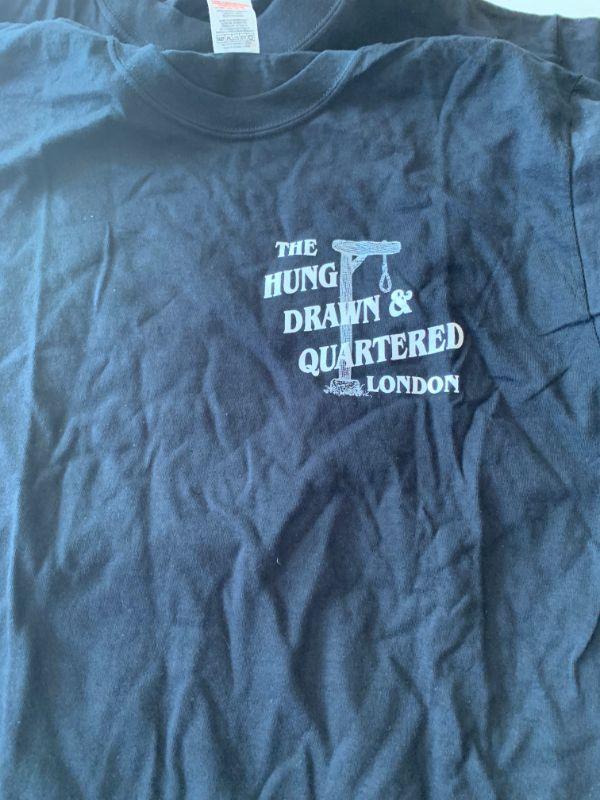 THE
HUNG
DRAWN &
QUARTERED
LONDON